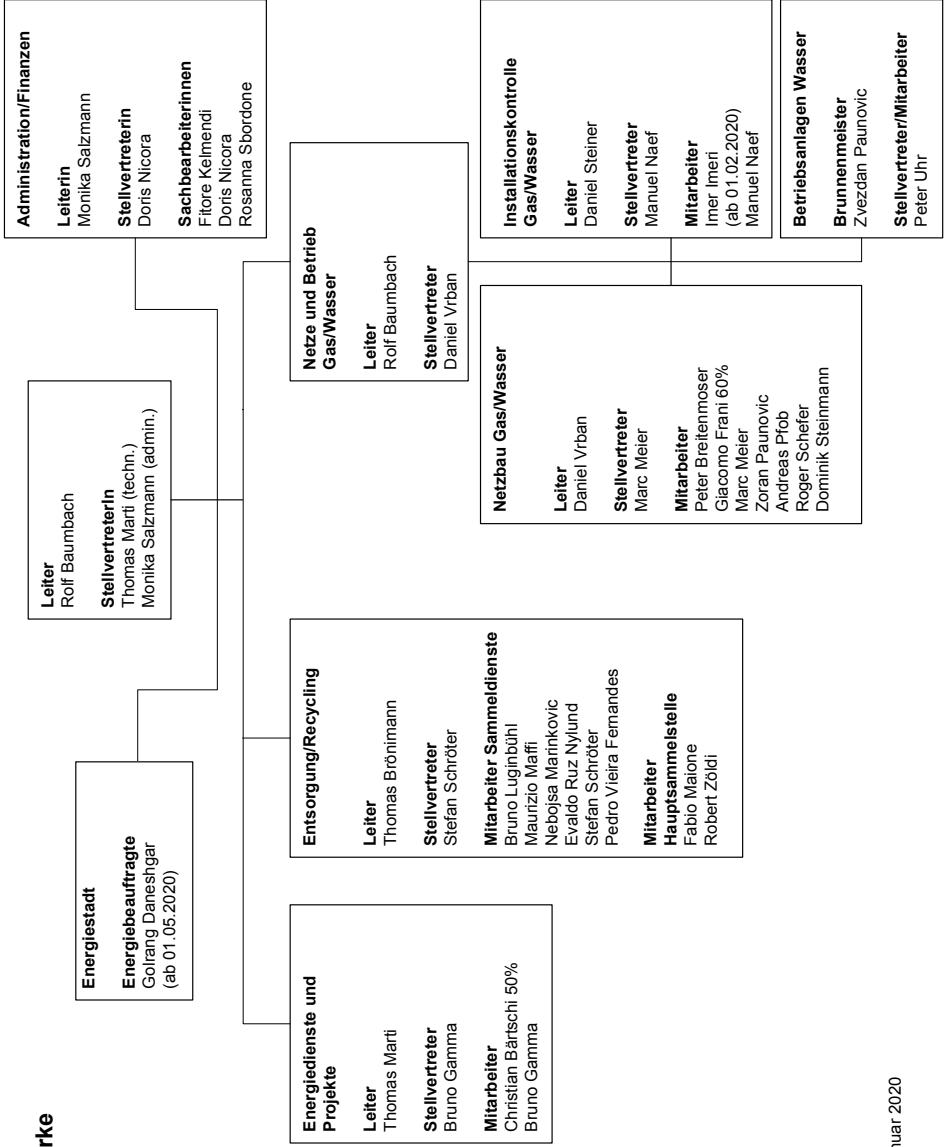 rke
Leiter
Rolf Baumbach
StellvertreterIn
Thomas Marti (techn.)
Monika Salzmann (admin.)
Energiestadt
Energiebeauftragte
Golrang Daneshgar
(ab 01.05.2020)
Administration/Finanzen
Leiterin
Monika Salzmann
Stellvertreterin
Doris Nicora
Sachbearbeiterinnen
Fitore Kelmendi
Doris Nicora
Rosanna Sbordone
Energiedienste und
Projekte
Leiter
Thomas Marti
Stellvertreter
Bruno Gamma
Mitarbeiter
Christian Bärtschi 50%
Bruno Gamma
Entsorgung/Recycling
Leiter
Thomas Brönimann
Stellvertreter
Stefan Schröter
Mitarbeiter Sammeldienste
Bruno Luginbühl
Maurizio Maffi
Nebojsa Marinkovic
Evaldo Ruz Nylund
Stefan Schröter
Pedro Vieira Fernandes
Mitarbeiter
Hauptsammelstelle
Fabio Maione
Robert Zöldi
Netze und Betrieb
Gas/Wasser
Leiter
Rolf Baumbach
Stellvertreter
Daniel Vrban
Netzbau Gas/Wasser
Leiter
Daniel Vrban
Stellvertreter
Marc Meier
Mitarbeiter
Peter Breitenmoser
Giacomo Frani 60%
Marc Meier
Zoran Paunovic
Andreas Pfob
Roger Schefer
Dominik Steinmann
Installationskontrolle
Gas/Wasser
Leiter
Daniel Steiner
Stellvertreter
Manuel Naef
Mitarbeiter
Imer Imeri
(ab 01.02.2020)
Manuel Naef
Betriebsanlagen Wasser
Brunnenmeister
Zvezdan Paunovic
Stellvertreter/Mitarbeiter
Peter Uhr
nuar 2020